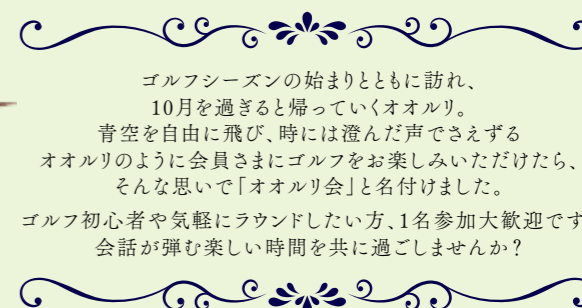 ゴルフシーズンの始まりとともに訪れ、
10月を過ぎると帰っていくオオルリ。
青空を自由に飛び、時には澄んだ声でさえずる
オオルリのように会員さまにゴルフをお楽しみいただけたら、
そんな思いで「オオルリ会」と名付けました。
ゴルフ初心者や気軽にラウンドしたい方、1名参加大歓迎です
会話が弾む楽しい時間を共に過ごしませんか？